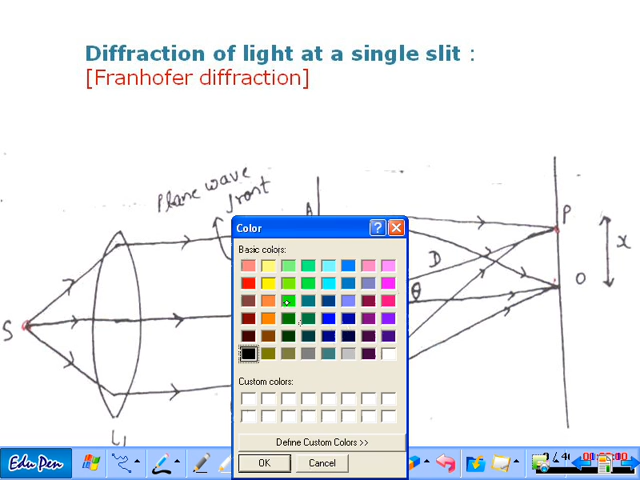 Diffraction of light at a single slit :
[Franhofer diffraction]
Plane wave
front
A
P
Color
Basic colors:
D
x
θ
O
S
Custom colors:
L1
Define Custom Colors >>
OK
Cancel
Edu Pen